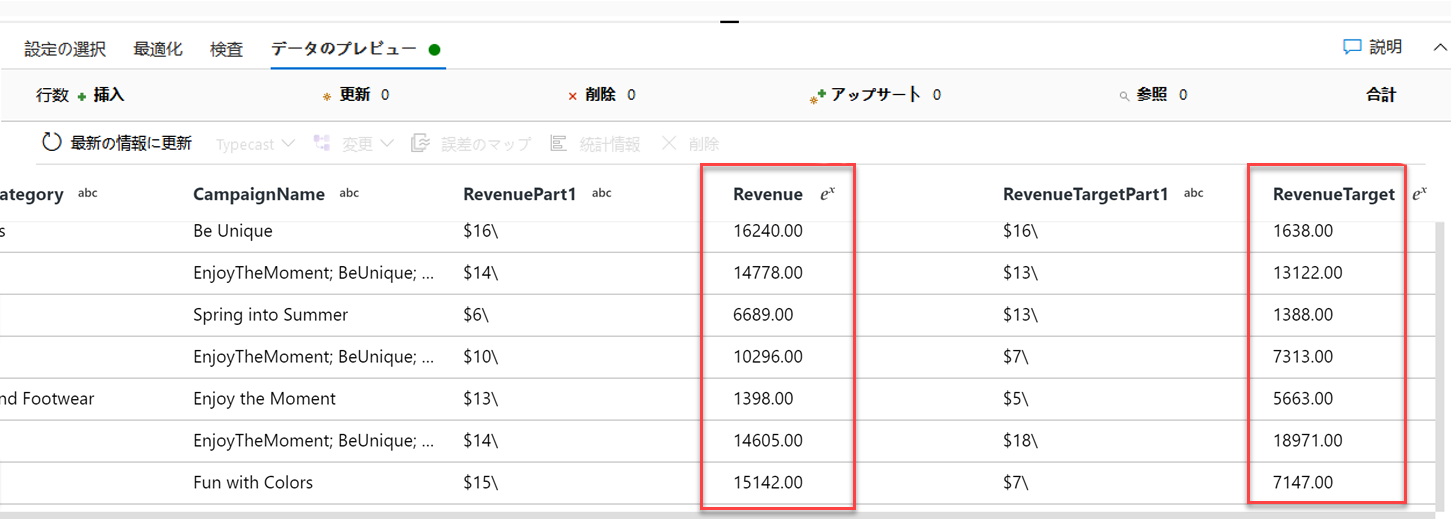 設定の選択 最適化 検査 データのプレビュー 説明
行数 挿入 更新 0 削除 0 アップサート 0 参照 0 合計
最新の情報に更新 Typecast 変更 誤差のマップ 統計情報 削除
ategory abc CampaignName abc RevenuePart1 abc Revenue eˣ RevenueTargetPart1 abc RevenueTarget eˣ
s Be Unique $16\ 16240.00 $16\ 1638.00
EnjoyTheMoment; BeUnique; ... $14\ 14778.00 $13\ 13122.00
Spring into Summer $6\ 6689.00 $13\ 1388.00
EnjoyTheMoment; BeUnique; ... $10\ 10296.00 $7\ 7313.00
nd Footwear Enjoy the Moment $13\ 1398.00 $5\ 5663.00
EnjoyTheMoment; BeUnique; ... $14\ 14605.00 $18\ 18971.00
Fun with Colors $15\ 15142.00 $7\ 7147.00